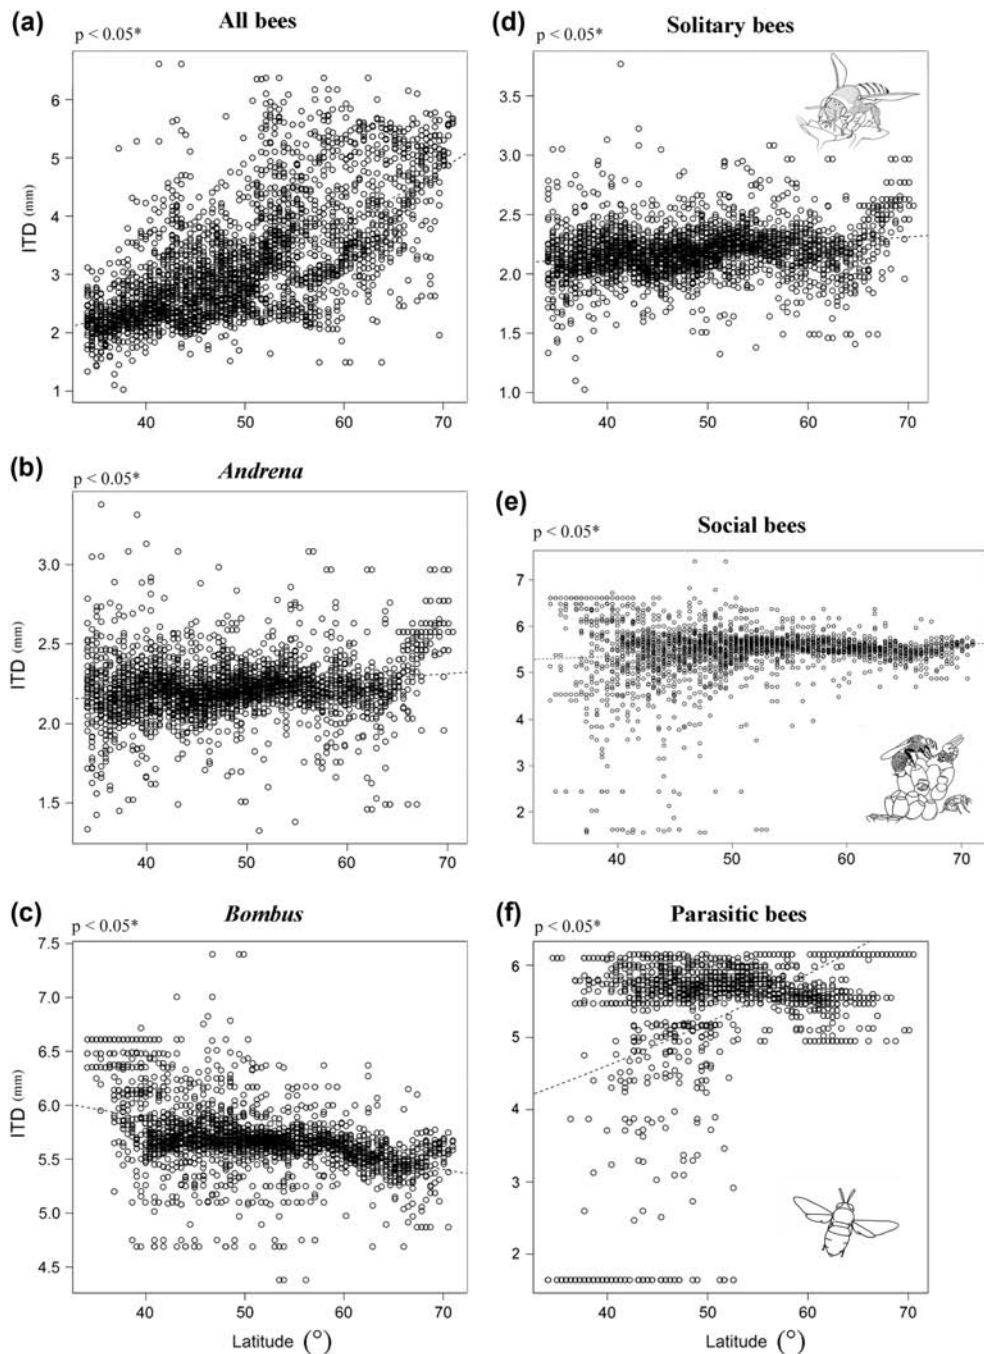 (a) All bees
p < 0.05*
ITD (mm)
6
5
4
3
2
1
40 50 60 70
(b) Andrena
p < 0.05*
ITD (mm)
3.0
2.5
2.0
1.5
40 50 60 70
(c) Bombus
p < 0.05*
ITD (mm)
7.5
7.0
6.5
6.0
5.5
5.0
4.5
40 50 60 70
Latitude (°)
(d) Solitary bees
p < 0.05*
3.5
3.0
2.5
2.0
1.5
1.0
40 50 60 70
(e) Social bees
p < 0.05*
7
6
5
4
3
2
40 50 60 70
(f) Parasitic bees
p < 0.05*
6
5
4
3
2
40 50 60 70
Latitude (°)